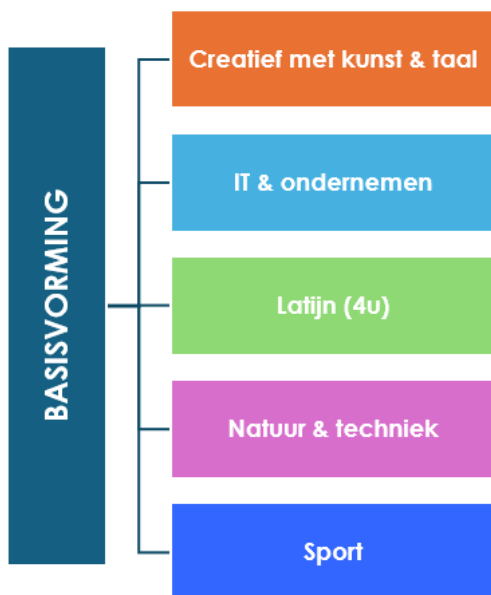 BASISVORMING
Creatief met kunst & taal
IT & ondernemen
Latijn (4u)
Natuur & techniek
Sport